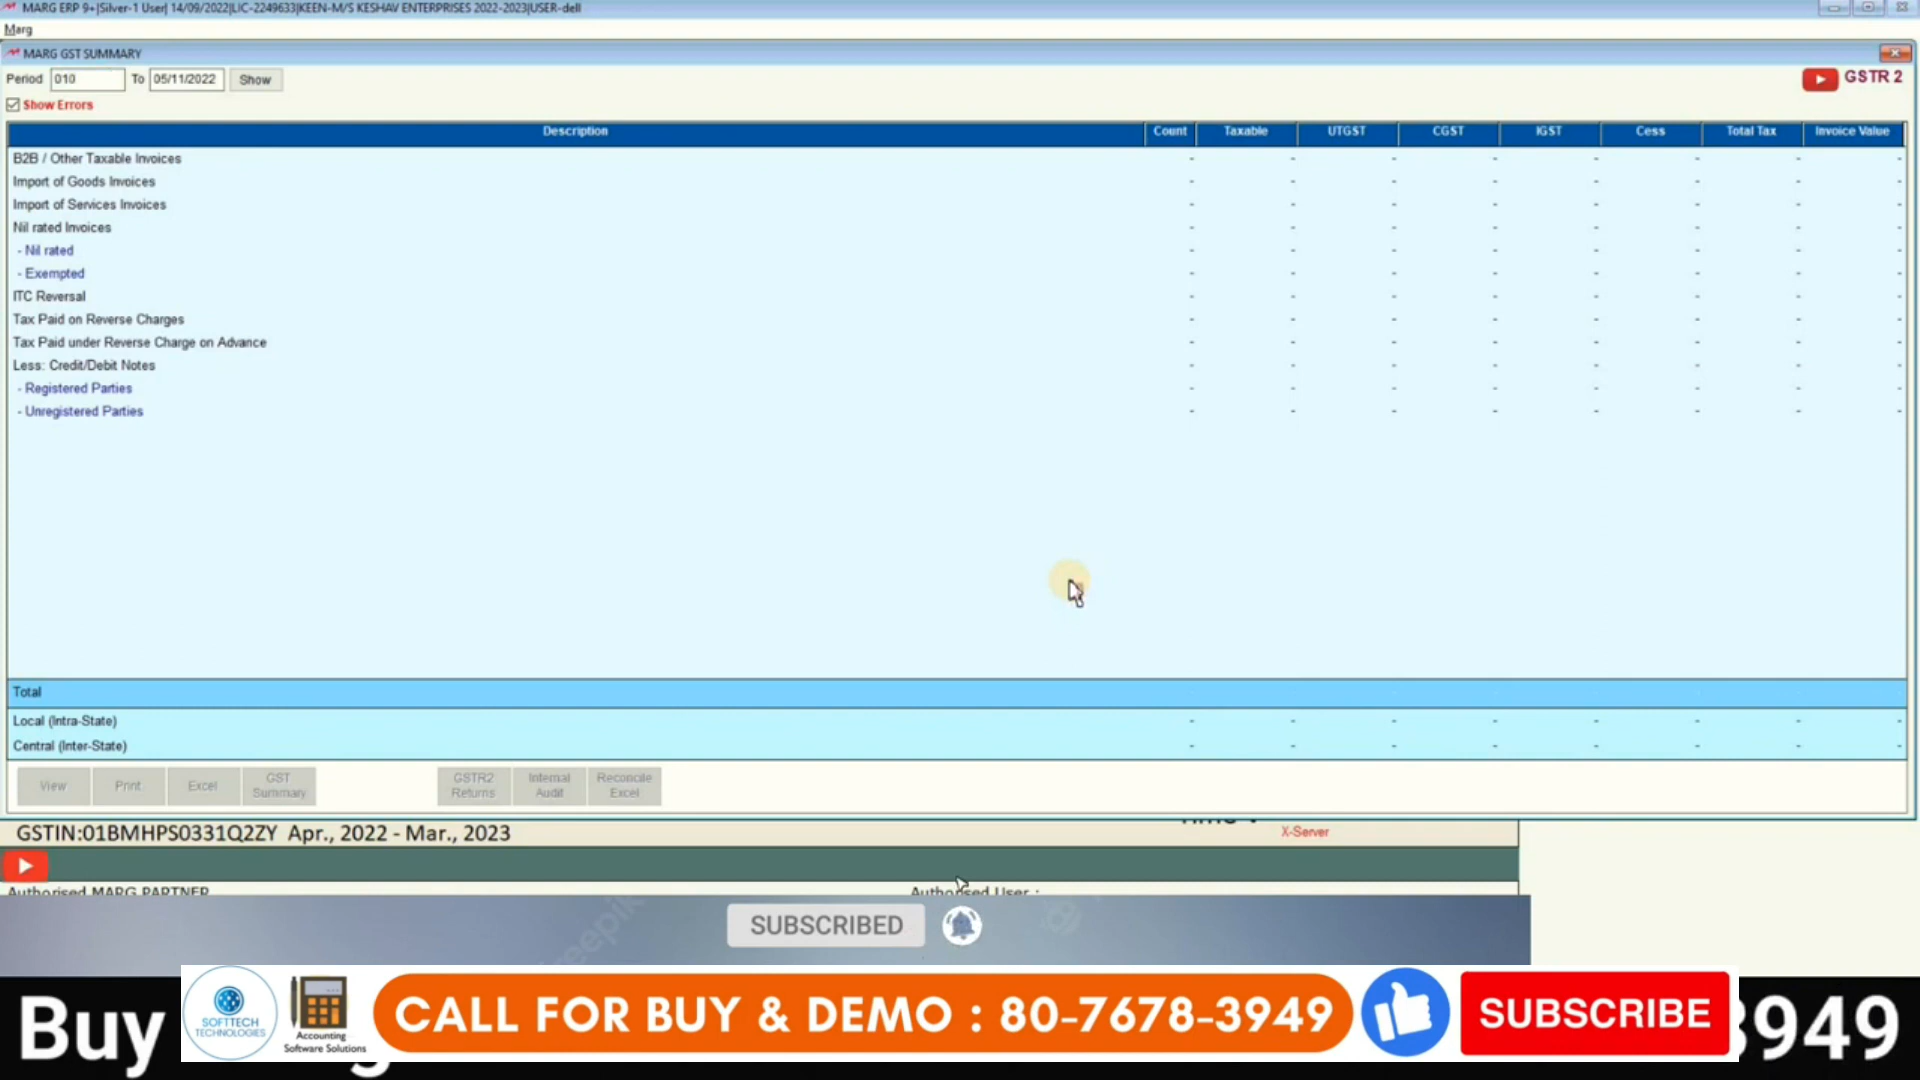 MARG ERP 9+|Silver-1 User| 14/09/2022|LIC-2249633|KEEN-M/S KESHAV ENTERPRISES 2022-2023|USER-dell
Marg
MARG GST SUMMARY
Period 010 To 05/11/2022 Show
GSTR 2
Show Errors
Description Count Taxable UTGST CGST IGST Cess Total Tax Invoice Value
B2B / Other Taxable Invoices - - - - - - - -
Import of Goods Invoices - - - - - - - -
Import of Services Invoices - - - - - - - -
Nil rated Invoices - - - - - - - -
- Nil rated - - - - - - - -
- Exempted - - - - - - - -
ITC Reversal - - - - - - - -
Tax Paid on Reverse Charges - - - - - - - -
Tax Paid under Reverse Charge on Advance - - - - - - - -
Less: Credit/Debit Notes - - - - - - - -
- Registered Parties - - - - - - - -
- Unregistered Parties - - - - - - - -
Total
Local (Intra-State) - - - - - - - -
Central (Inter-State) - - - - - - - -
View Print Excel GST Summary GSTR2 Returns Internal Audit Reconcile Excel
GSTIN:01BMHPS0331Q2ZY Apr., 2022 - Mar., 2023
X-Server
Authorised MARG PARTNER Authorised User :
SUBSCRIBED
Buy
SOFTTECH
TECHNOLOGIES
Accounting
Software Solutions
CALL FOR BUY & DEMO : 80-7678-3949
SUBSCRIBE
3949